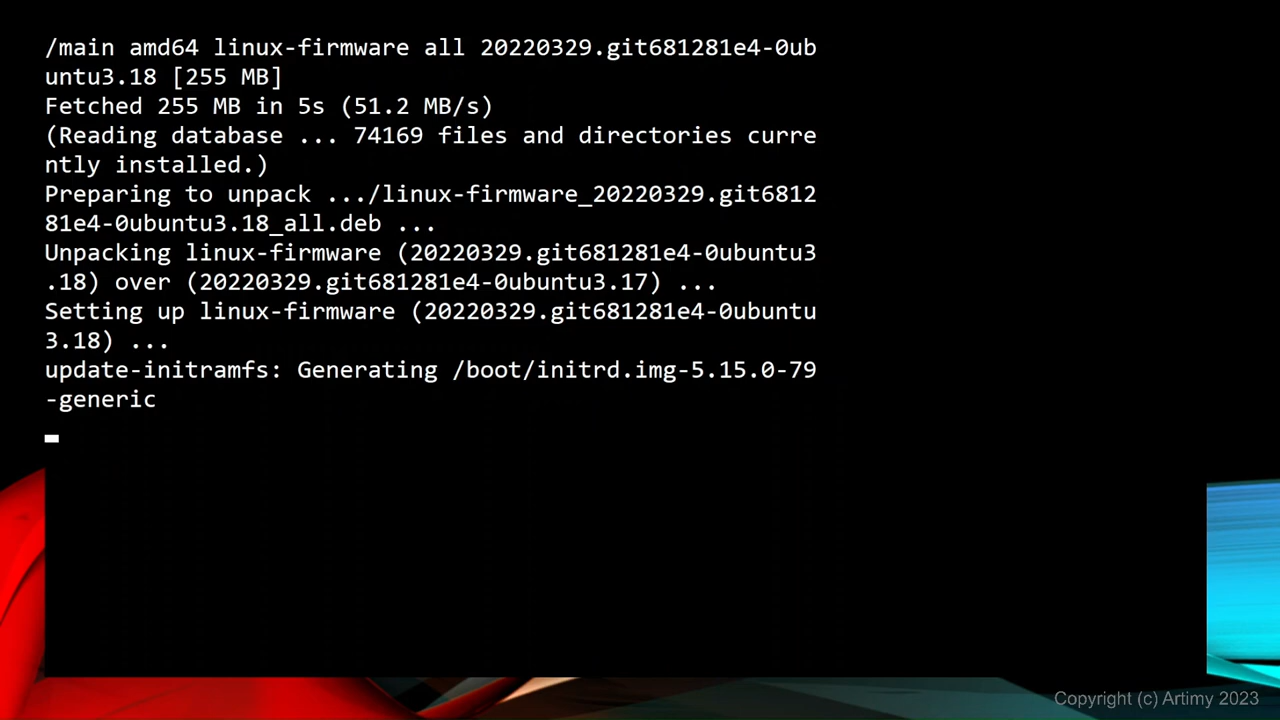 /main amd64 linux-firmware all 20220329.git681281e4-0ub
untu3.18 [255 MB]
Fetched 255 MB in 5s (51.2 MB/s)
(Reading database ... 74169 files and directories curre
ntly installed.)
Preparing to unpack .../linux-firmware_20220329.git6812
81e4-0ubuntu3.18_all.deb ...
Unpacking linux-firmware (20220329.git681281e4-0ubuntu3
.18) over (20220329.git681281e4-0ubuntu3.17) ...
Setting up linux-firmware (20220329.git681281e4-0ubuntu
3.18) ...
update-initramfs: Generating /boot/initrd.img-5.15.0-79
-generic
Copyright (c) Artimy 2023